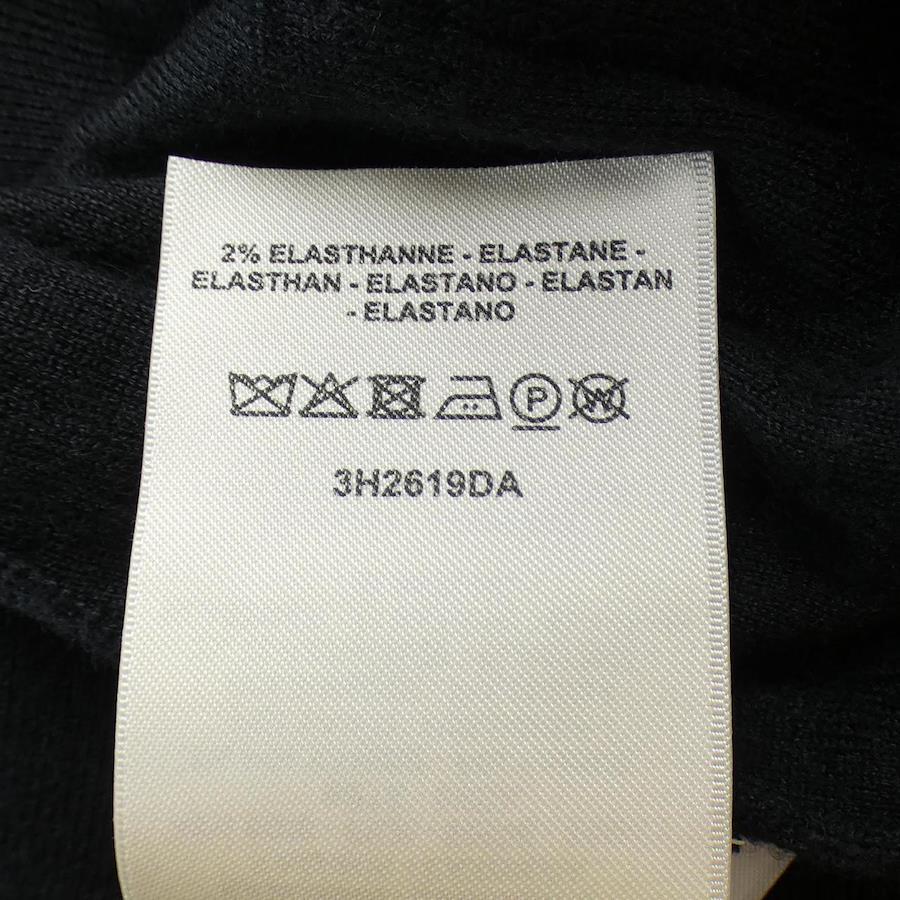 2% ELASTHANNE - ELASTANE -
ELASTHAN - ELASTANO - ELASTAN
- ELASTANO
P W
3H2619DA